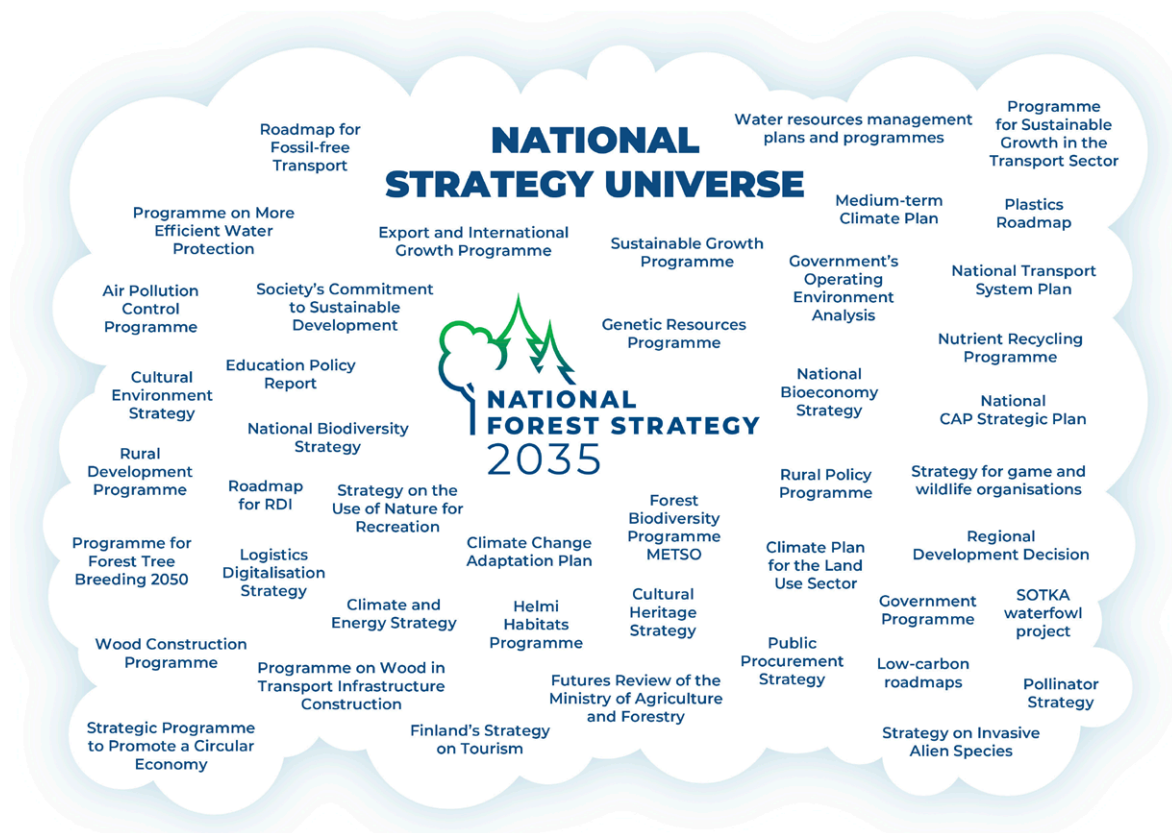 Roadmap for
Fossil-free
Transport
NATIONAL
STRATEGY UNIVERSE
Water resources management
plans and programmes
Programme
for Sustainable
Growth in the
Transport Sector
Programme on More
Efficient Water
Protection
Export and International
Growth Programme
Sustainable Growth
Programme
Medium-term
Climate Plan
Plastics
Roadmap
Air Pollution
Control
Programme
Society's Commitment
to Sustainable
Development
Government's
Operating
Environment
Analysis
National Transport
System Plan
Genetic Resources
Programme
Nutrient Recycling
Programme
Cultural
Environment
Strategy
Education Policy
Report
NATIONAL
FOREST STRATEGY
2035
National
Bioeconomy
Strategy
National
CAP Strategic Plan
National Biodiversity
Strategy
Rural
Development
Programme
Roadmap
for RDI
Strategy on the
Use of Nature for
Recreation
Forest
Biodiversity
Programme
METSO
Rural Policy
Programme
Strategy for game and
wildlife organisations
Programme for
Forest Tree
Breeding 2050
Logistics
Digitalisation
Strategy
Climate Change
Adaptation Plan
Climate Plan
for the Land
Use Sector
Regional
Development Decision
Climate and
Energy Strategy
Helmi
Habitats
Programme
Cultural
Heritage
Strategy
Government
Programme
SOTKA
waterfowl
project
Wood Construction
Programme
Programme on Wood in
Transport Infrastructure
Construction
Futures Review of the
Ministry of Agriculture
and Forestry
Public
Procurement
Strategy
Low-carbon
roadmaps
Pollinator
Strategy
Strategic Programme
to Promote a Circular
Economy
Finland's Strategy
on Tourism
Strategy on Invasive
Alien Species